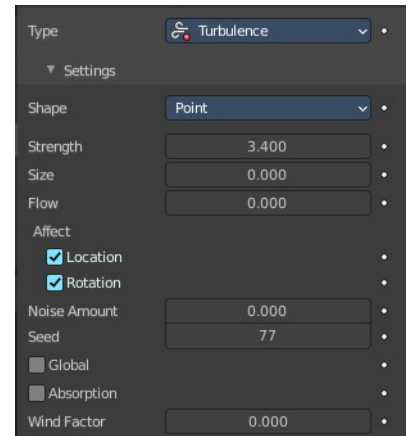 Type Turbulence
Settings
Shape Point
Strength 3.400
Size 0.000
Flow 0.000
Affect
Location
Rotation
Noise Amount 0.000
Seed 77
Global
Absorption
Wind Factor 0.000